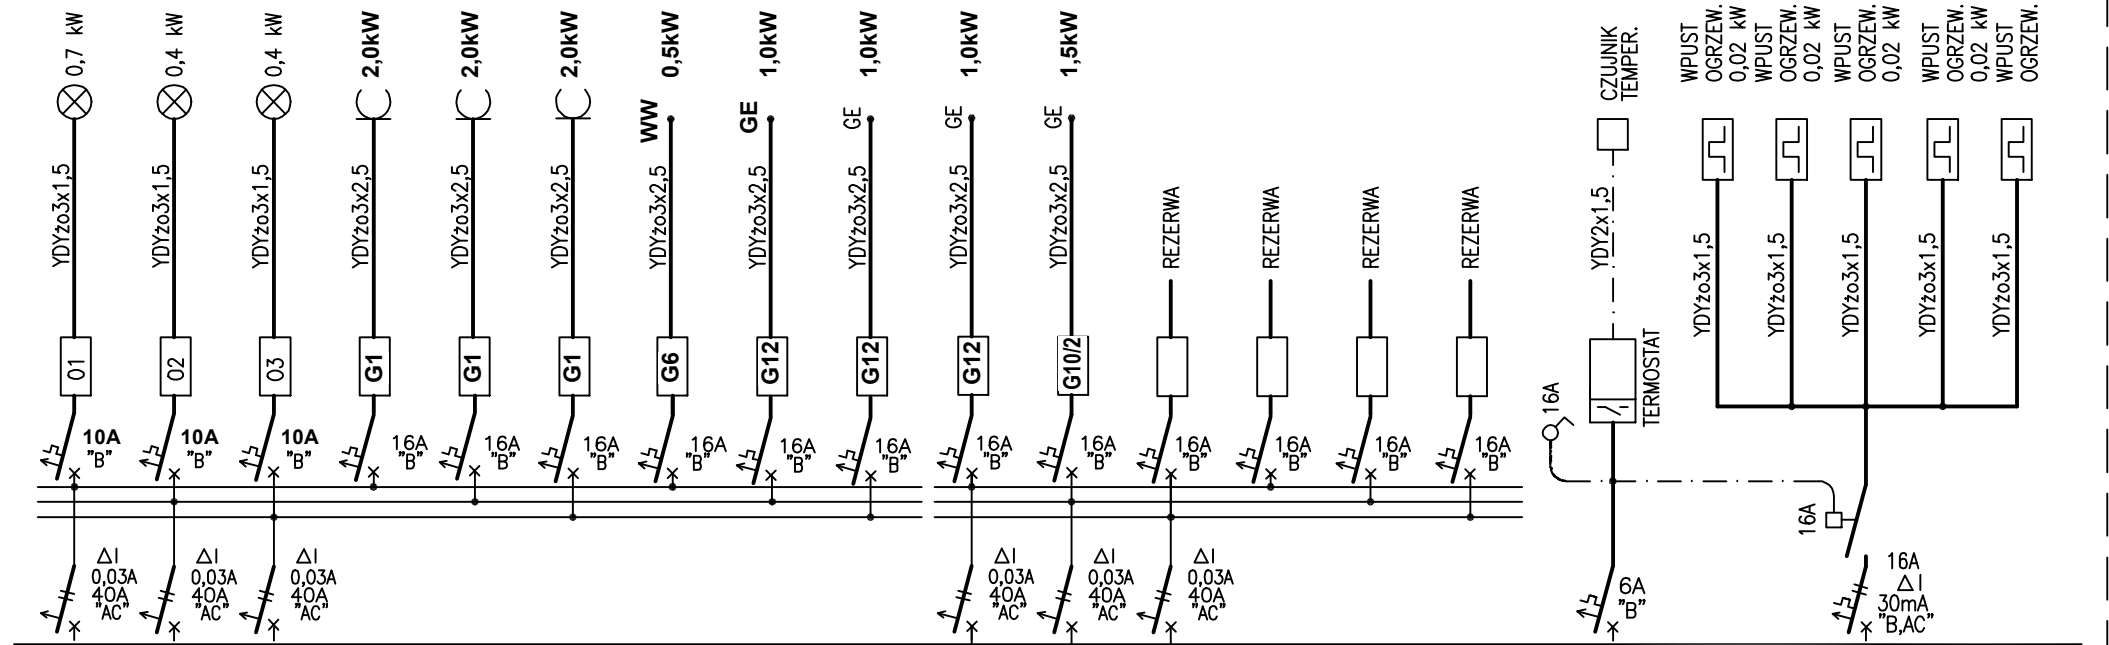 0,7 kW
0,4 kW
0,4 kW
2,0kW
2,0kW
2,0kW
0,5kW
1,0kW
1,0kW
1,0kW
1,5kW
CZUJNIK
TEMPER.
WPUST
OGRZEW.
0,02 kW
WPUST
OGRZEW.
0,02 kW
WPUST
OGRZEW.
0,02 kW
WPUST
OGRZEW.
0,02 kW
WPUST
OGRZEW.
WW
GE
GE
GE
GE
YDYżo3x1,5
YDYżo3x1,5
YDYżo3x1,5
YDYżo3x2,5
YDYżo3x2,5
YDYżo3x2,5
YDYżo3x2,5
YDYżo3x2,5
YDYżo3x2,5
YDYżo3x2,5
YDYżo3x2,5
REZERWA
REZERWA
REZERWA
REZERWA
YDY2x1,5
YDYżo3x1,5
YDYżo3x1,5
YDYżo3x1,5
YDYżo3x1,5
YDYżo3x1,5
O1
O2
O3
G1
G1
G1
G6
G12
G12
G12
G10/2
TERMOSTAT
16A
10A
"B"
10A
"B"
10A
"B"
16A
"B"
16A
"B"
16A
"B"
16A
"B"
16A
"B"
16A
"B"
16A
"B"
16A
"B"
16A
"B"
16A
"B"
16A
"B"
16A
"B"
16A
ΔI
0,03A
40A
"AC"
ΔI
0,03A
40A
"AC"
ΔI
0,03A
40A
"AC"
ΔI
0,03A
40A
"AC"
ΔI
0,03A
40A
"AC"
ΔI
0,03A
40A
"AC"
6A
"B"
16A
ΔI
30mA
"B,AC"